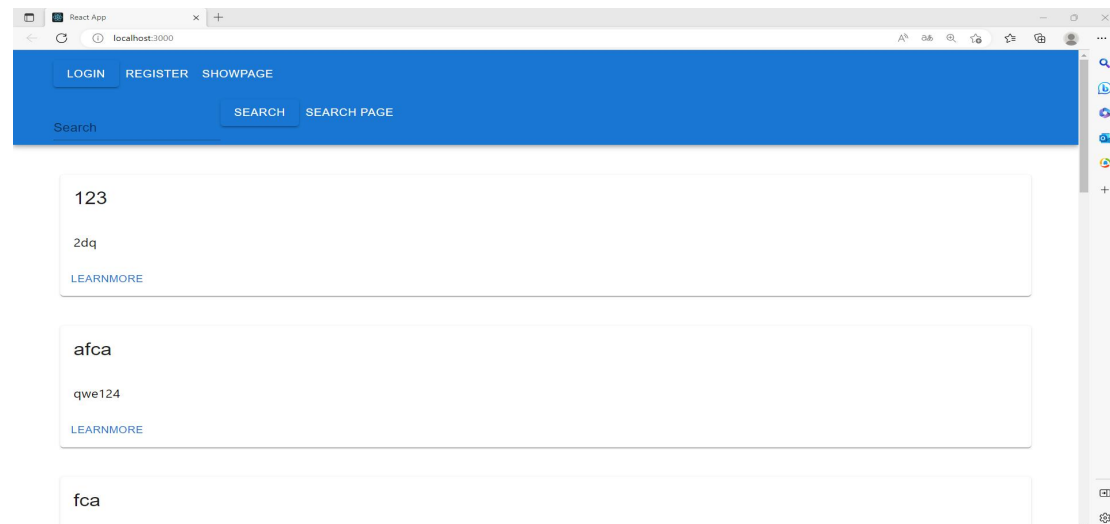 React App
localhost:3000
LOGIN REGISTER SHOWPAGE
SEARCH SEARCH PAGE
Search
123
2dq
LEARNMORE
afca
qwe124
LEARNMORE
fca